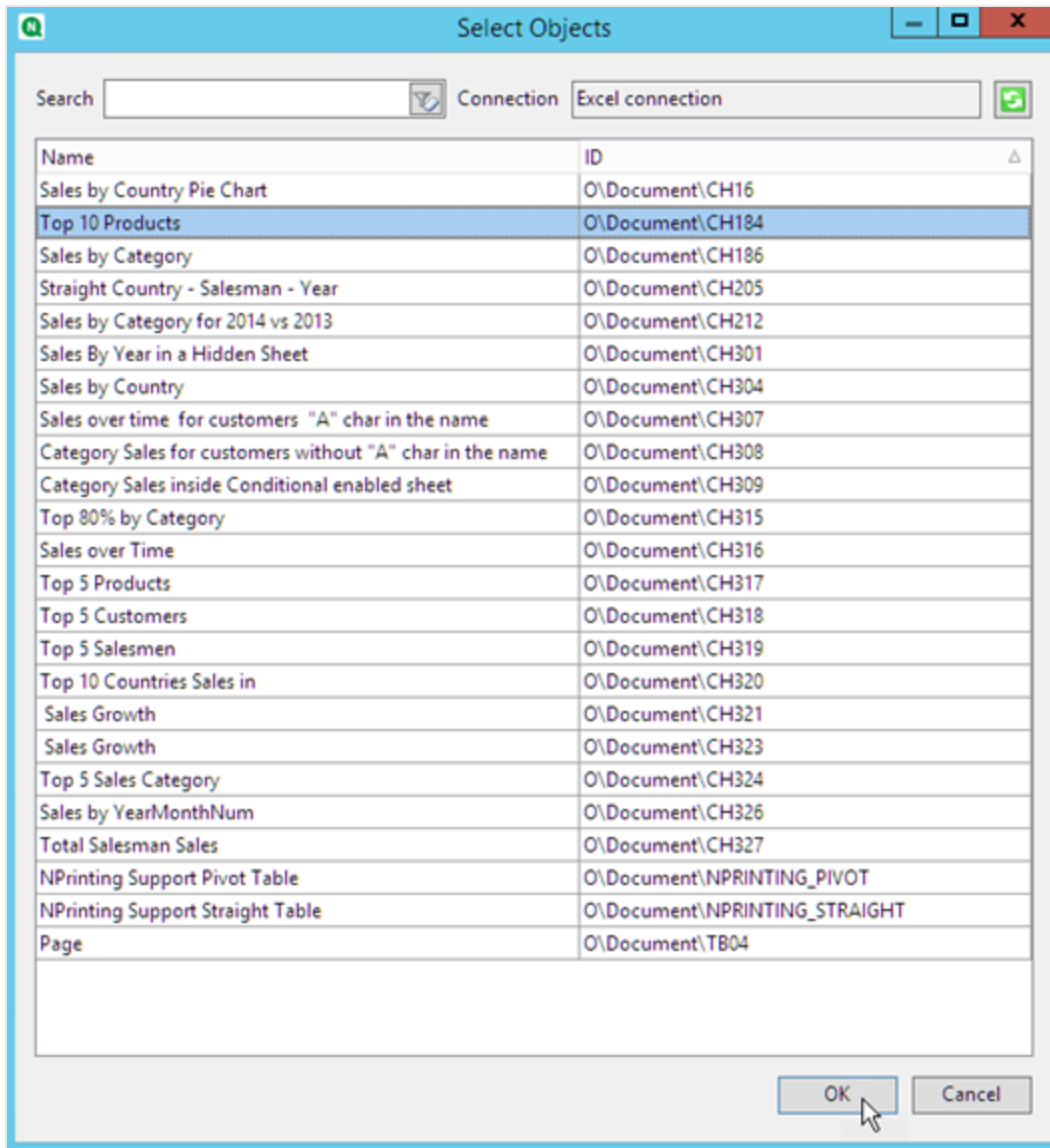 Select Objects
Search Connection Excel connection
Name ID
Sales by Country Pie Chart O\Document\CH16
Top 10 Products O\Document\CH184
Sales by Category O\Document\CH186
Straight Country - Salesman - Year O\Document\CH205
Sales by Category for 2014 vs 2013 O\Document\CH212
Sales By Year in a Hidden Sheet O\Document\CH301
Sales by Country O\Document\CH304
Sales over time  for customers  "A" char in the name O\Document\CH307
Category Sales for customers without "A" char in the name O\Document\CH308
Category Sales inside Conditional enabled sheet O\Document\CH309
Top 80% by Category O\Document\CH315
Sales over Time O\Document\CH316
Top 5 Products O\Document\CH317
Top 5 Customers O\Document\CH318
Top 5 Salesmen O\Document\CH319
Top 10 Countries Sales in O\Document\CH320
Sales Growth O\Document\CH321
Sales Growth O\Document\CH323
Top 5 Sales Category O\Document\CH324
Sales by YearMonthNum O\Document\CH326
Total Salesman Sales O\Document\CH327
NPrinting Support Pivot Table O\Document\NPRINTING_PIVOT
NPrinting Support Straight Table O\Document\NPRINTING_STRAIGHT
Page O\Document\TB04
OK Cancel